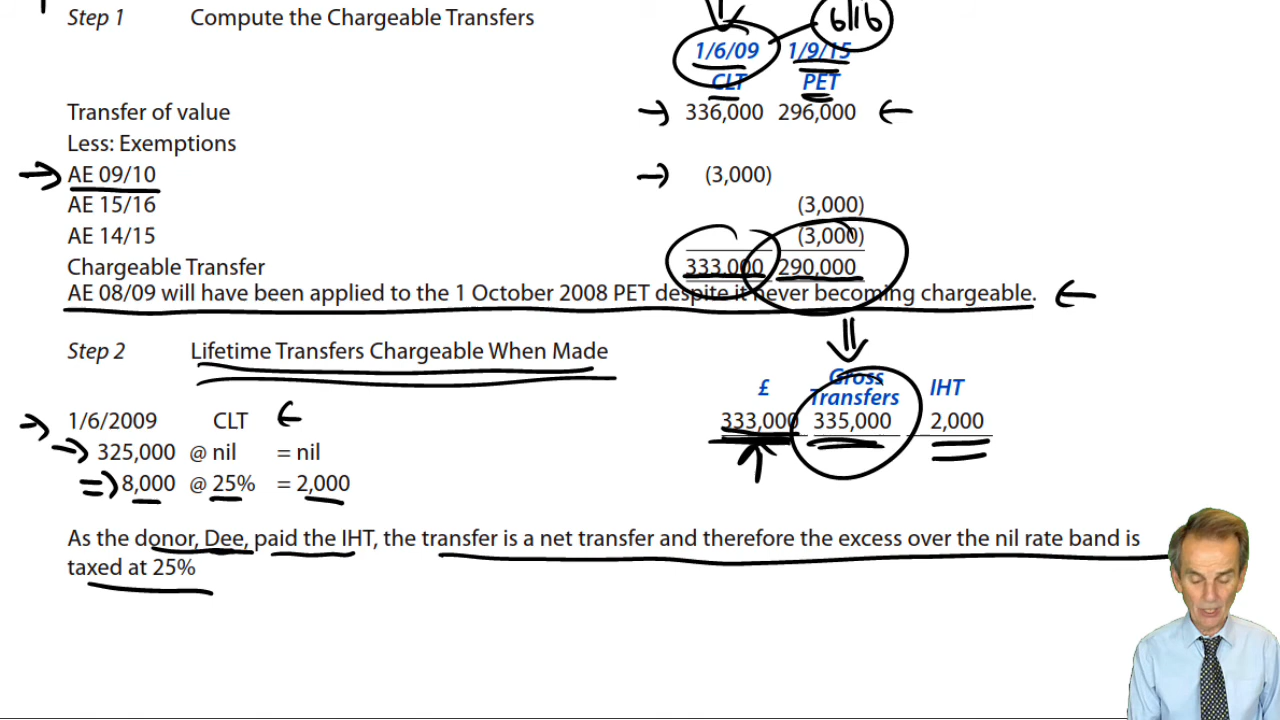 Step 1 Compute the Chargeable Transfers
6/16
1/6/09 1/9/15
CLT PET
Transfer of value 336,000 296,000
Less: Exemptions
AE 09/10 (3,000)
AE 15/16 (3,000)
AE 14/15 (3,000)
Chargeable Transfer 333,000 290,000
AE 08/09 will have been applied to the 1 October 2008 PET despite it never becoming chargeable.
Step 2 Lifetime Transfers Chargeable When Made
£ Gross Transfers IHT
1/6/2009 CLT 333,000 335,000 2,000
325,000 @ nil = nil
8,000 @ 25% = 2,000
As the donor, Dee, paid the IHT, the transfer is a net transfer and therefore the excess over the nil rate band is
taxed at 25%